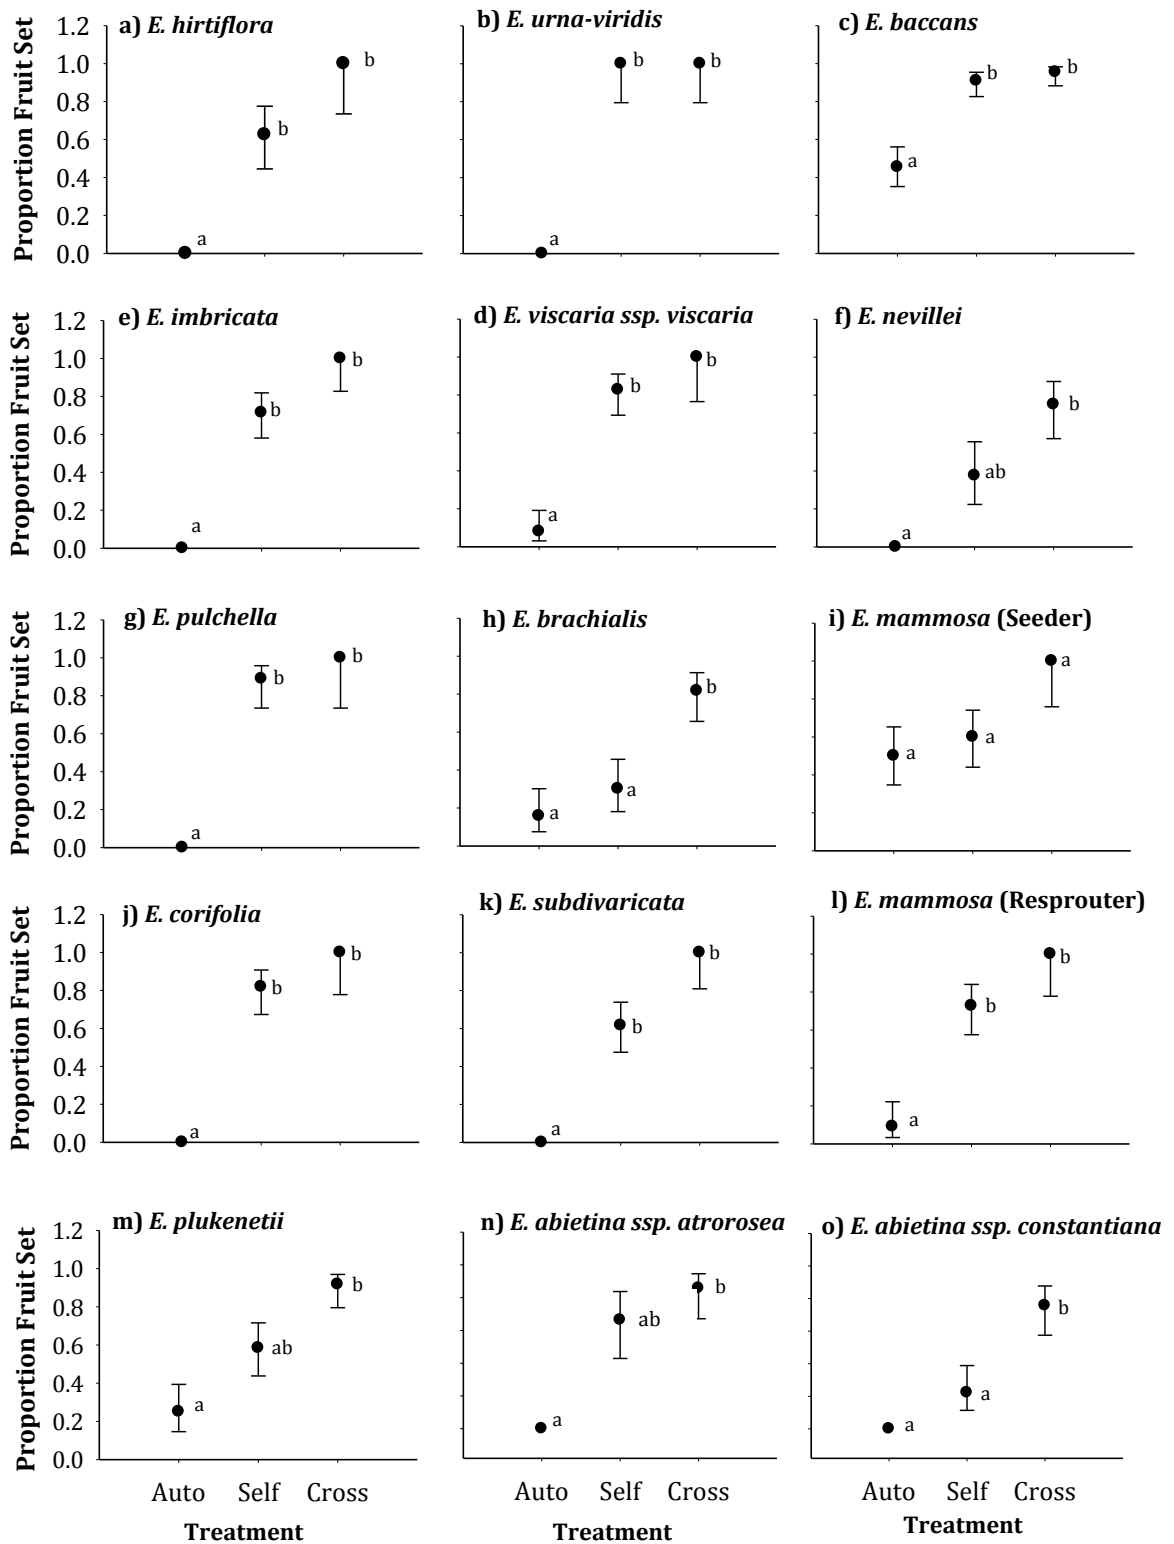 a) E. hirtiflora
b) E. urna-viridis
c) E. baccans
Proportion Fruit Set
1.2
1.0
0.8
0.6
0.4
0.2
0.0
a
b
b
a
b
b
a
b
b
e) E. imbricata
d) E. viscaria ssp. viscaria
f) E. nevillei
Proportion Fruit Set
1.2
1.0
0.8
0.6
0.4
0.2
0.0
a
b
b
a
b
b
a
ab
b
g) E. pulchella
h) E. brachialis
i) E. mammosa (Seeder)
Proportion Fruit Set
1.2
1.0
0.8
0.6
0.4
0.2
0.0
a
b
b
a
a
b
a
a
a
j) E. corifolia
k) E. subdivaricata
l) E. mammosa (Resprouter)
Proportion Fruit Set
1.2
1.0
0.8
0.6
0.4
0.2
0.0
a
b
b
a
b
b
a
b
b
m) E. plukenetii
n) E. abietina ssp. atrorosea
o) E. abietina ssp. constantiana
Proportion Fruit Set
1.2
1.0
0.8
0.6
0.4
0.2
0.0
a
ab
b
a
ab
b
a
a
b
Auto Self Cross
Auto Self Cross
Auto Self Cross
Treatment
Treatment
Treatment